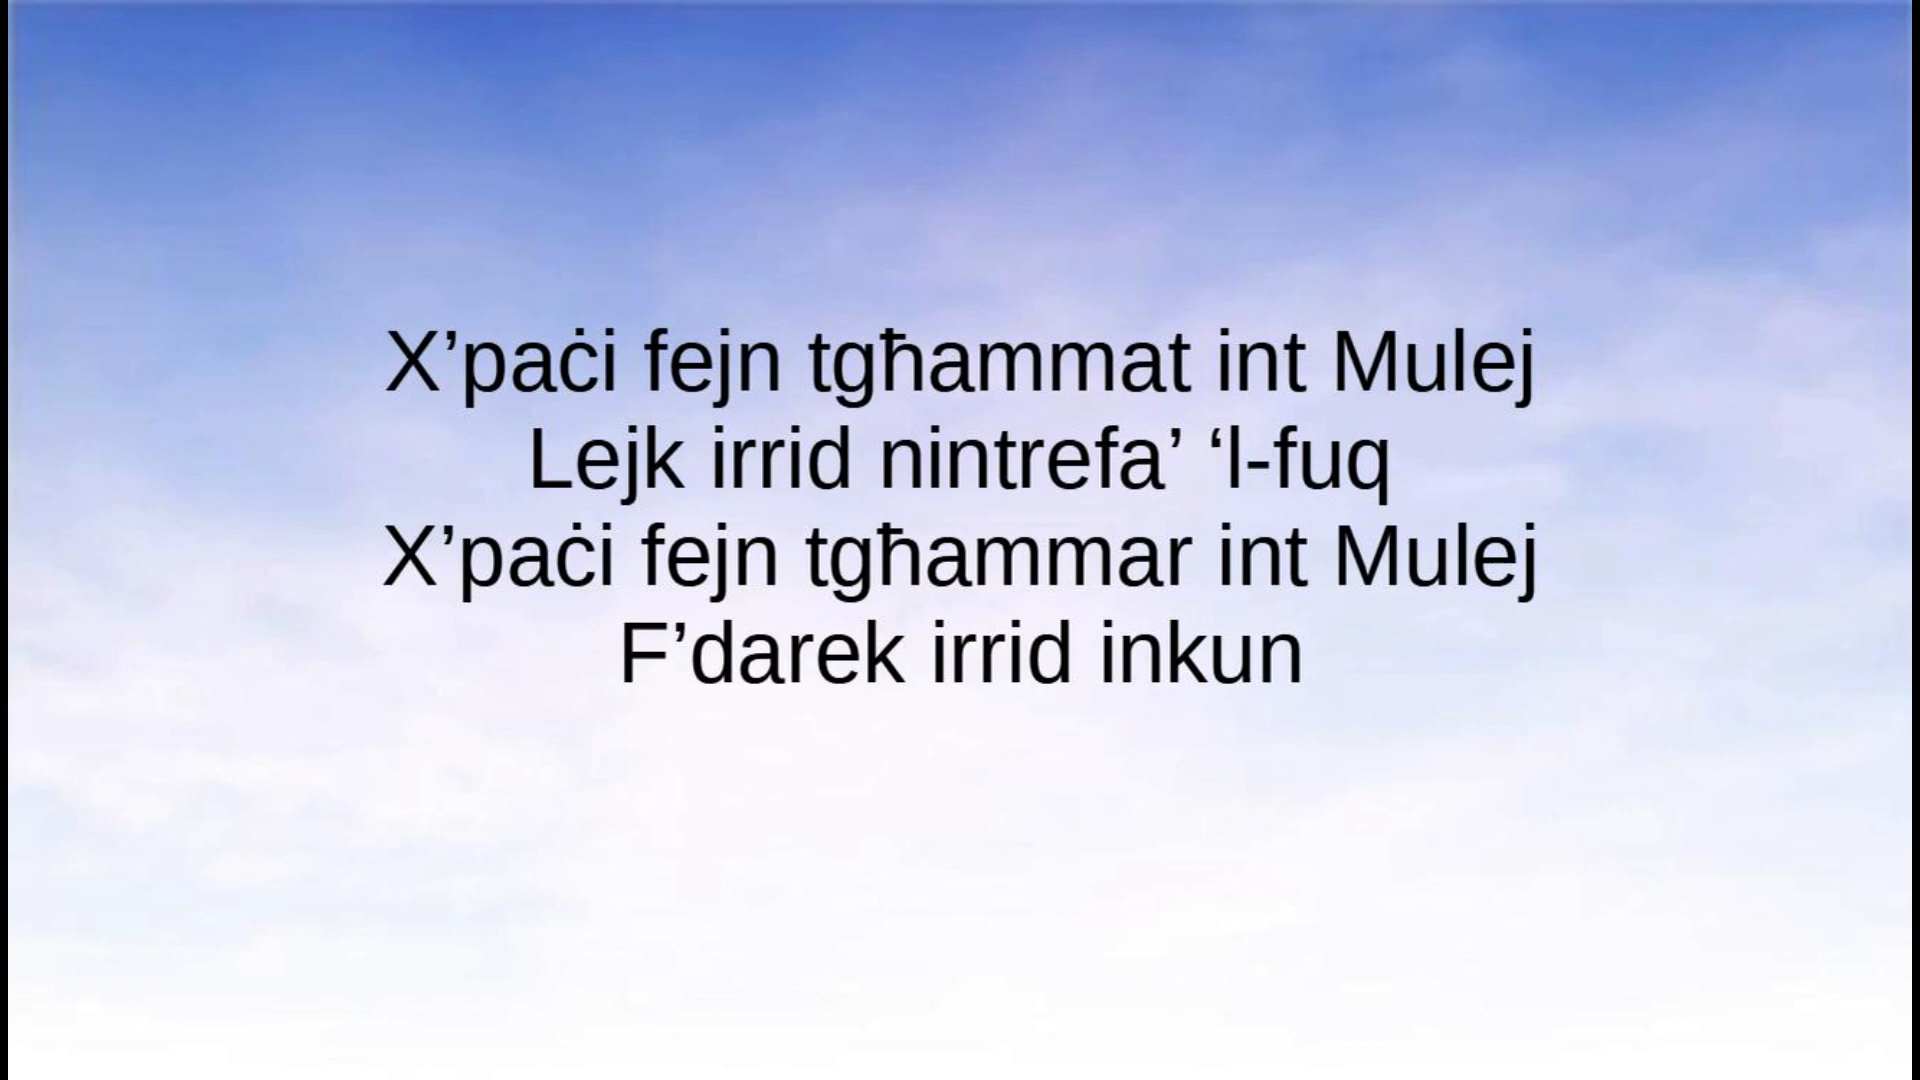 X’paċi fejn tgħammat int Mulej
Lejk irrid nintrefa’ ‘l-fuq
X’paċi fejn tgħammar int Mulej
F’darek irrid inkun